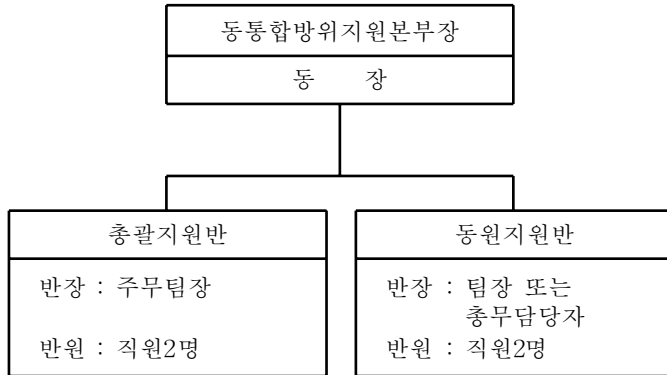 동통합방위지원본부장
동 장
총괄지원반
반장 : 주무팀장
반원 : 직원2명
동원지원반
반장 : 팀장 또는
총무담당자
반원 : 직원2명